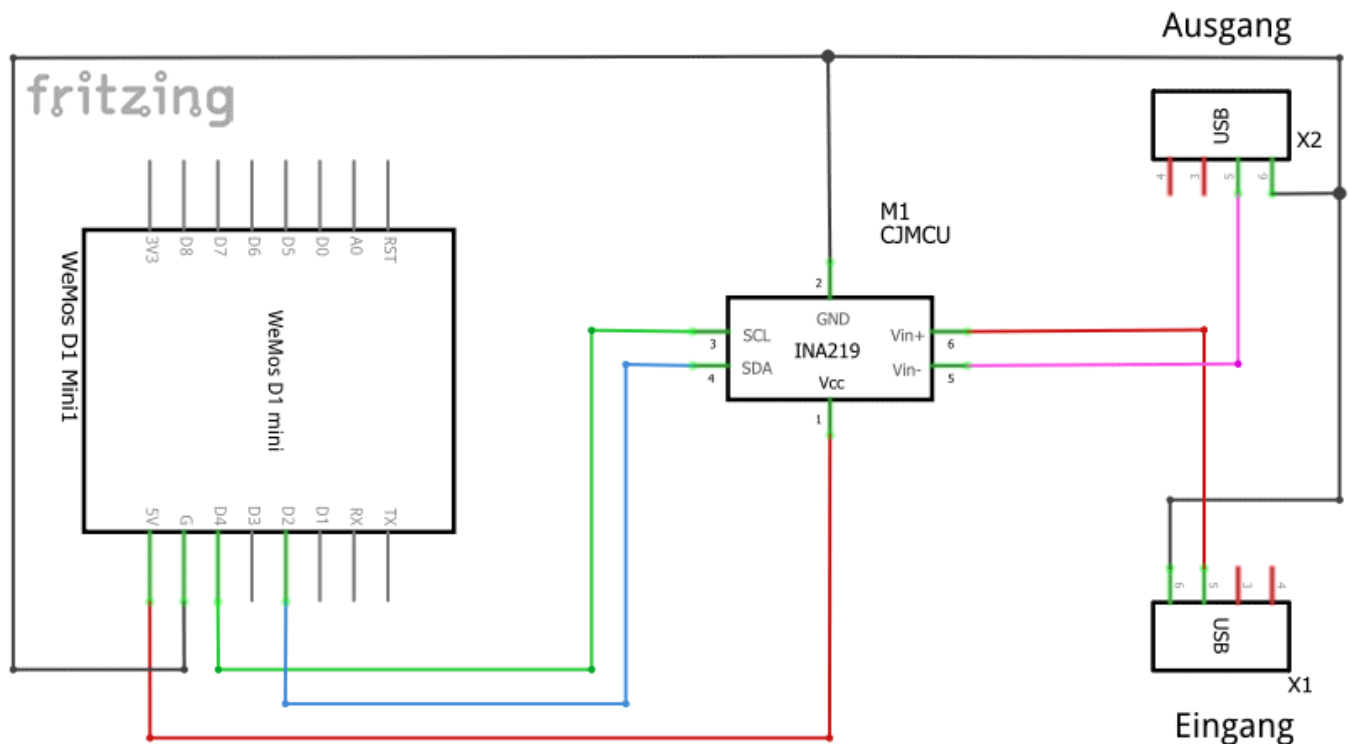 Ausgang
fritzing
USB
X2
4
3
5
6
3V3
D8
D7
D6
D5
D0
A0
RST
M1
CJMCU
WeMos D1 Mini1
WeMos D1 mini
2
GND
3
SCL
Vin+
6
INA219
4
SDA
Vin-
5
Vcc
1
5V
G
D4
D3
D2
D1
RX
TX
6
5
3
4
USB
X1
Eingang